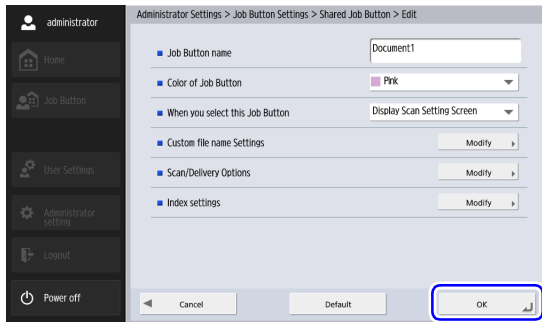 administrator
Home
Job Button
User Settings
Administrator
setting
Logout
Power off
Administrator Settings > Job Button Settings > Shared Job Button > Edit
Job Button name
Document1
Color of Job Button
Pink
When you select this Job Button
Display Scan Setting Screen
Custom file name Settings
Modify
Scan/Delivery Options
Modify
Index settings
Modify
Cancel
Default
OK